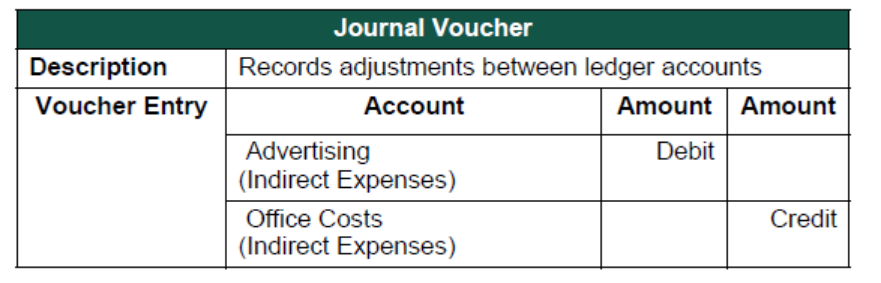 Journal Voucher
Description Records adjustments between ledger accounts
Voucher Entry Account Amount Amount
Advertising Debit
(Indirect Expenses)
Office Costs Credit
(Indirect Expenses)